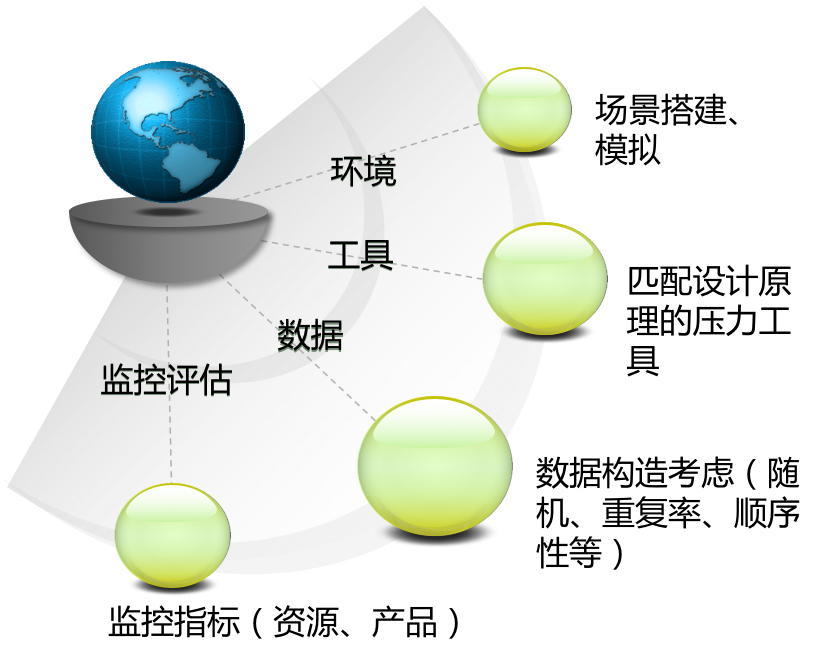 环境
场景搭建、
模拟
工具
匹配设计原
理的压力工
具
数据
数据构造考虑（随
机、重复率、顺序
性等）
监控评估
监控指标（资源、产品）